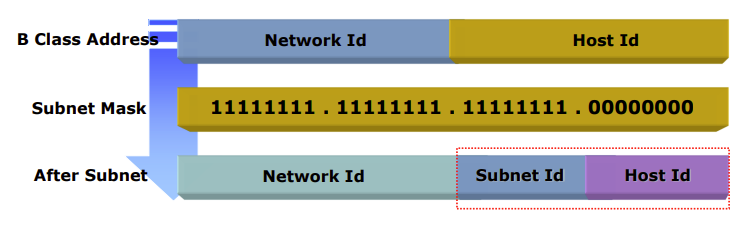 B Class Address Network Id Host Id
Subnet Mask 11111111 . 11111111 . 11111111 . 00000000
After Subnet Network Id Subnet Id Host Id